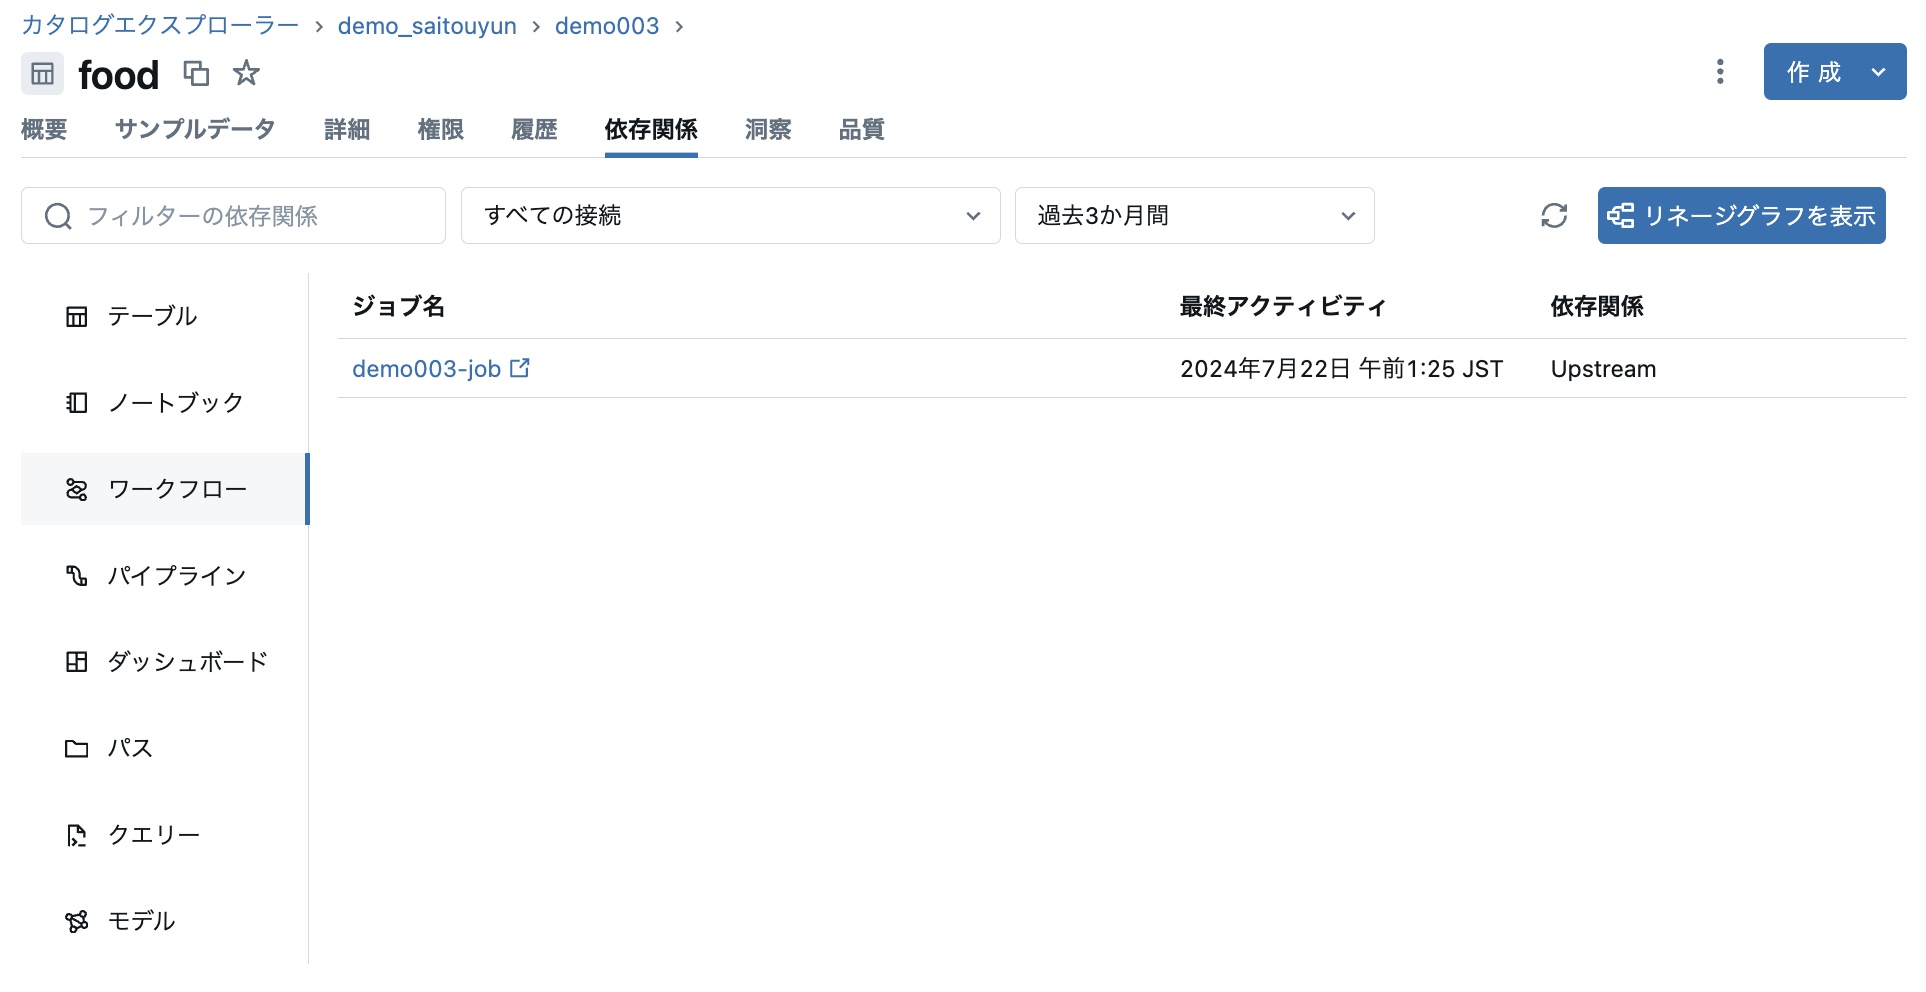 カタログエクスプローラー › demo_saitouyun › demo003 ›
food
作成
概要 サンプルデータ 詳細 権限 履歴 依存関係 洞察 品質
フィルターの依存関係 すべての接続 過去3か月間 リネージグラフを表示
テーブル
ノートブック
ワークフロー
パイプライン
ダッシュボード
パス
クエリー
モデル
ジョブ名 最終アクティビティ 依存関係
demo003-job 2024年7月22日 午前1:25 JST Upstream